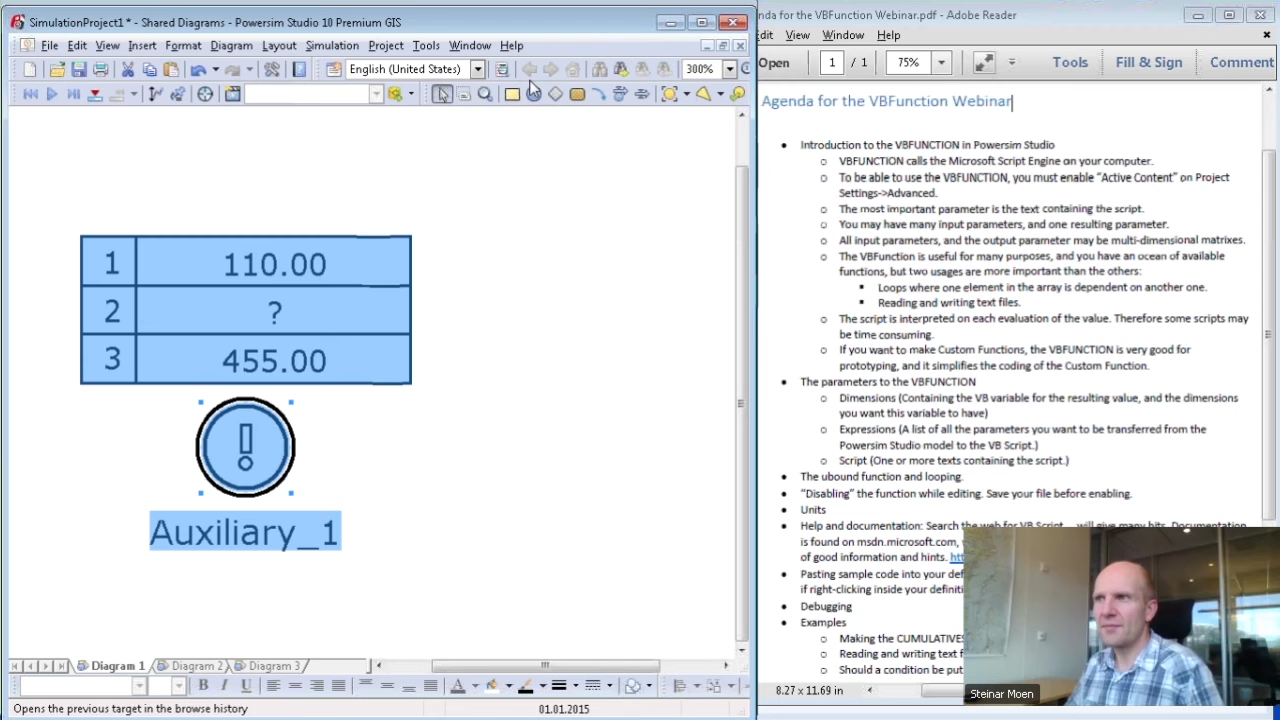 SimulationProject1 * - Shared Diagrams - Powersim Studio 10 Premium GIS
File Edit View Insert Format Diagram Layout Simulation Project Tools Window Help
English (United States)
300%
1 110.00
2 ?
3 455.00
Auxiliary_1
Diagram 1 Diagram 2 Diagram 3
B I U
Opens the previous target in the browse history
01.01.2015
nda for the VBFunction Webinar.pdf - Adobe Reader
dit View Window Help
Open 1 / 1 75% Tools Fill & Sign Comment
Agenda for the VBFunction Webinar
• Introduction to the VBFUNCTION in Powersim Studio
o VBFUNCTION calls the Microsoft Script Engine on your computer.
o To be able to use the VBFUNCTION, you must enable “Active Content” on Project
Settings->Advanced.
o The most important parameter is the text containing the script.
o You may have many input parameters, and one resulting parameter.
o All input parameters, and the output parameter may be multi-dimensional matrixes.
o The VBFunction is useful for many purposes, and you have an ocean of available
functions, but two usages are more important than the others:
▪ Loops where one element in the array is dependent on another one.
▪ Reading and writing text files.
o The script is interpreted on each evaluation of the value. Therefore some scripts may
be time consuming.
o If you want to make Custom Functions, the VBFUNCTION is very good for
prototyping, and it simplifies the coding of the Custom Function.
• The parameters to the VBFUNCTION
o Dimensions (Containing the VB variable for the resulting value, and the dimensions
you want this variable to have)
o Expressions (A list of all the parameters you want to be transferred from the
Powersim Studio model to the VB Script.)
o Script (One or more texts containing the script.)
• The ubound function and looping.
• “Disabling” the function while editing. Save your file before enabling.
• Units
• Help and documentation: Search the web for VB Script ... will give many hits. Documentation
is found on msdn.microsoft.com,
of good information and hints. htt
• Pasting sample code into your def
if right-clicking inside your definiti
• Debugging
• Examples
o Making the CUMULATIVES
o Reading and writing text f
o Should a condition be put
8.27 x 11.69 in
Steinar Moen